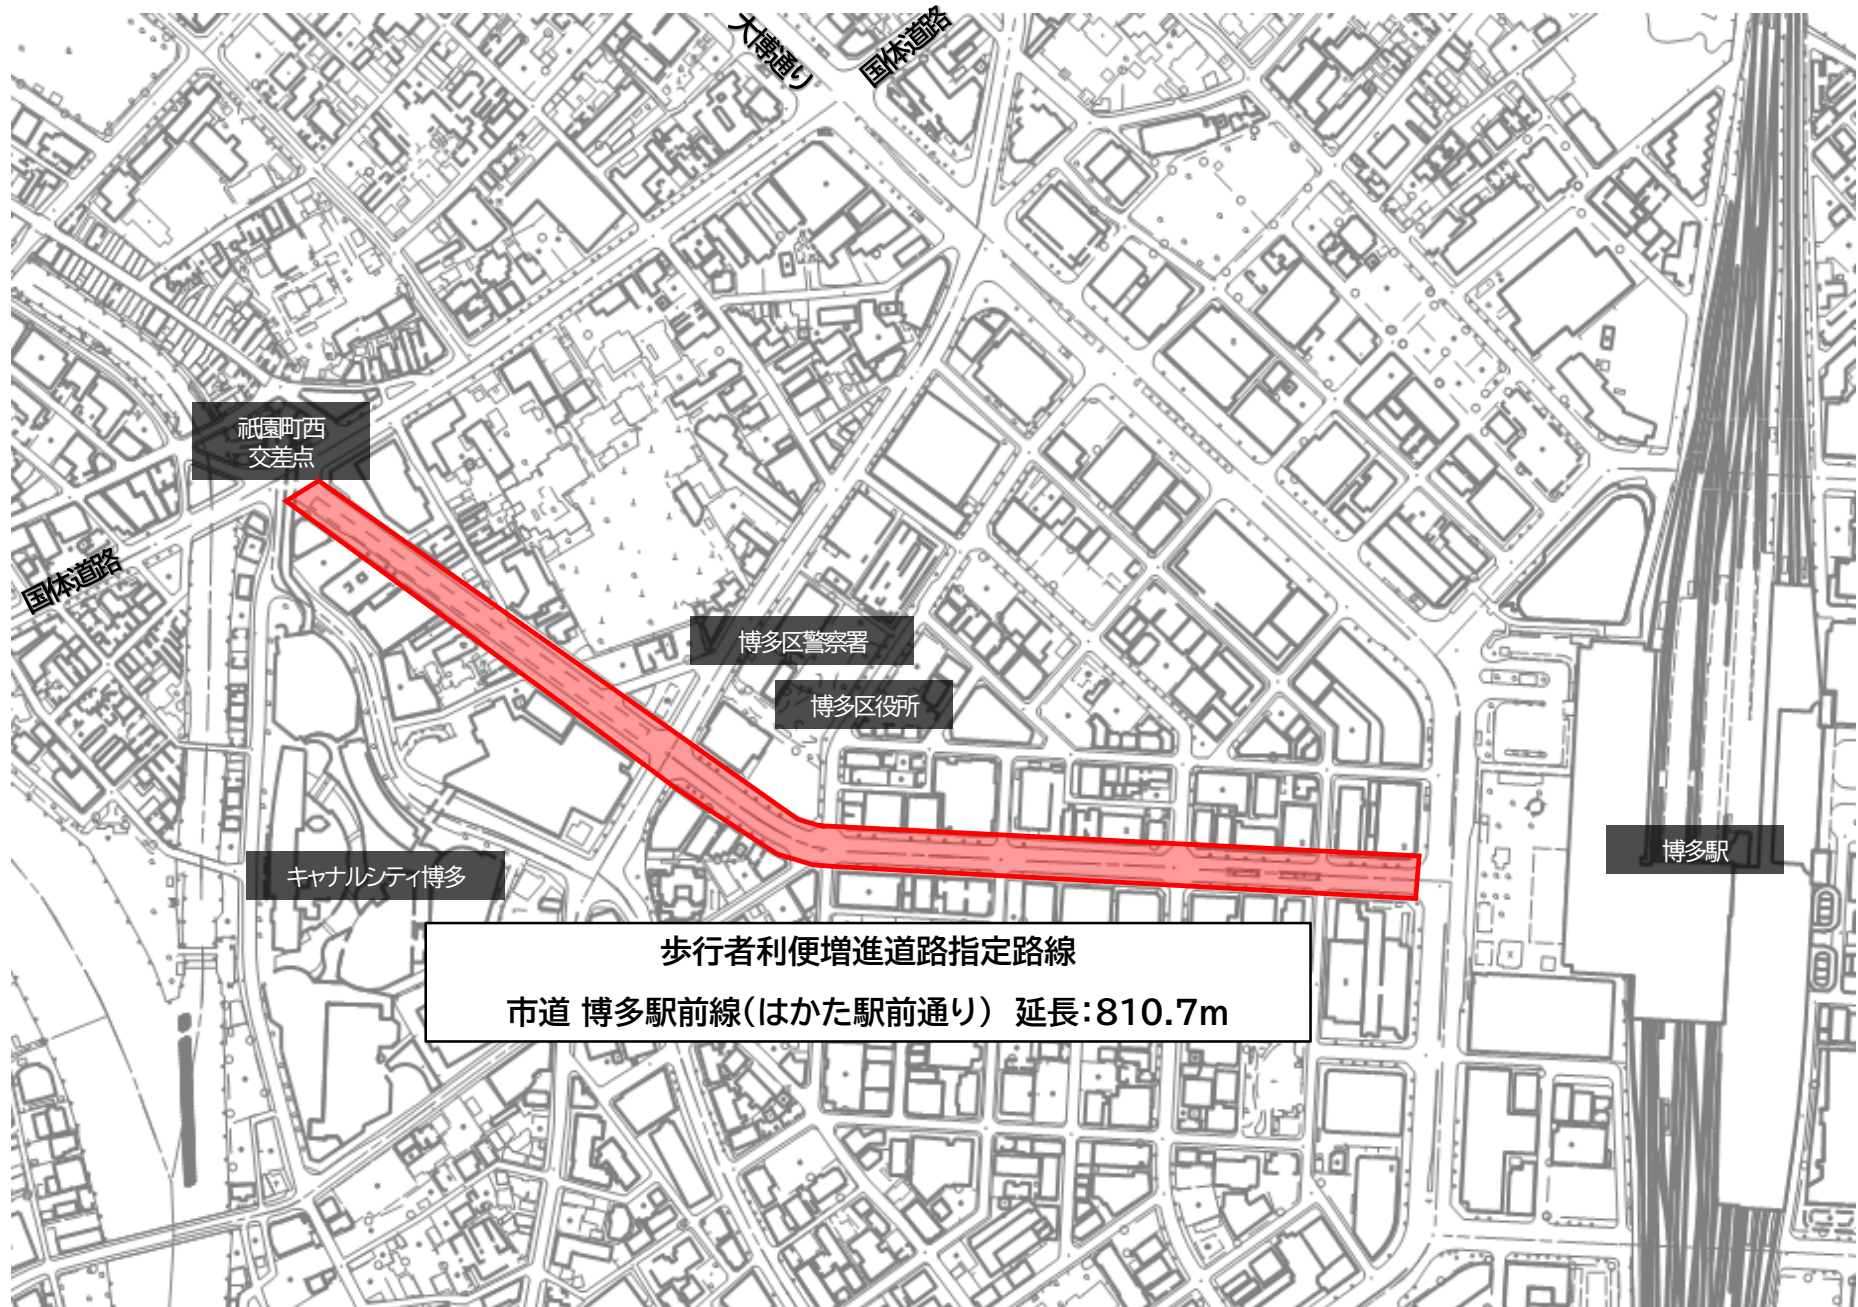 大博通り
国体道路
祇園町西
交差点
国体道路
博多区警察署
博多区役所
博多駅
キャナルシティ博多
歩行者利便増進道路指定路線
市道 博多駅前線(はかた駅前通り) 延長:810.7m